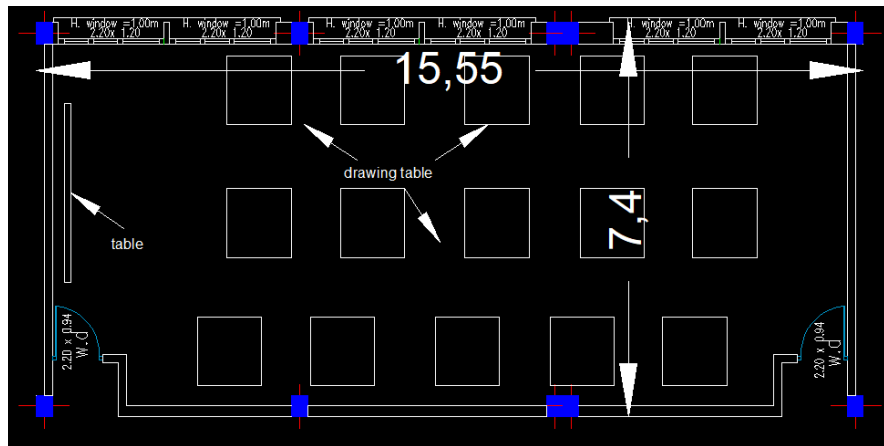 H. window =1.00m
2.20x 1.20
H. window =1.00m
2.20x 1.20
H. window =1.00m
2.20x 1.20
H. window =1.00m
2.20x 1.20
H. window =1.00m
2.20x 1.20
H. window =1.00m
2.20x 1.20
15,55
drawing table
7,4
table
2.20 x 0.94
W.d
2.20 x 0.94
W.d